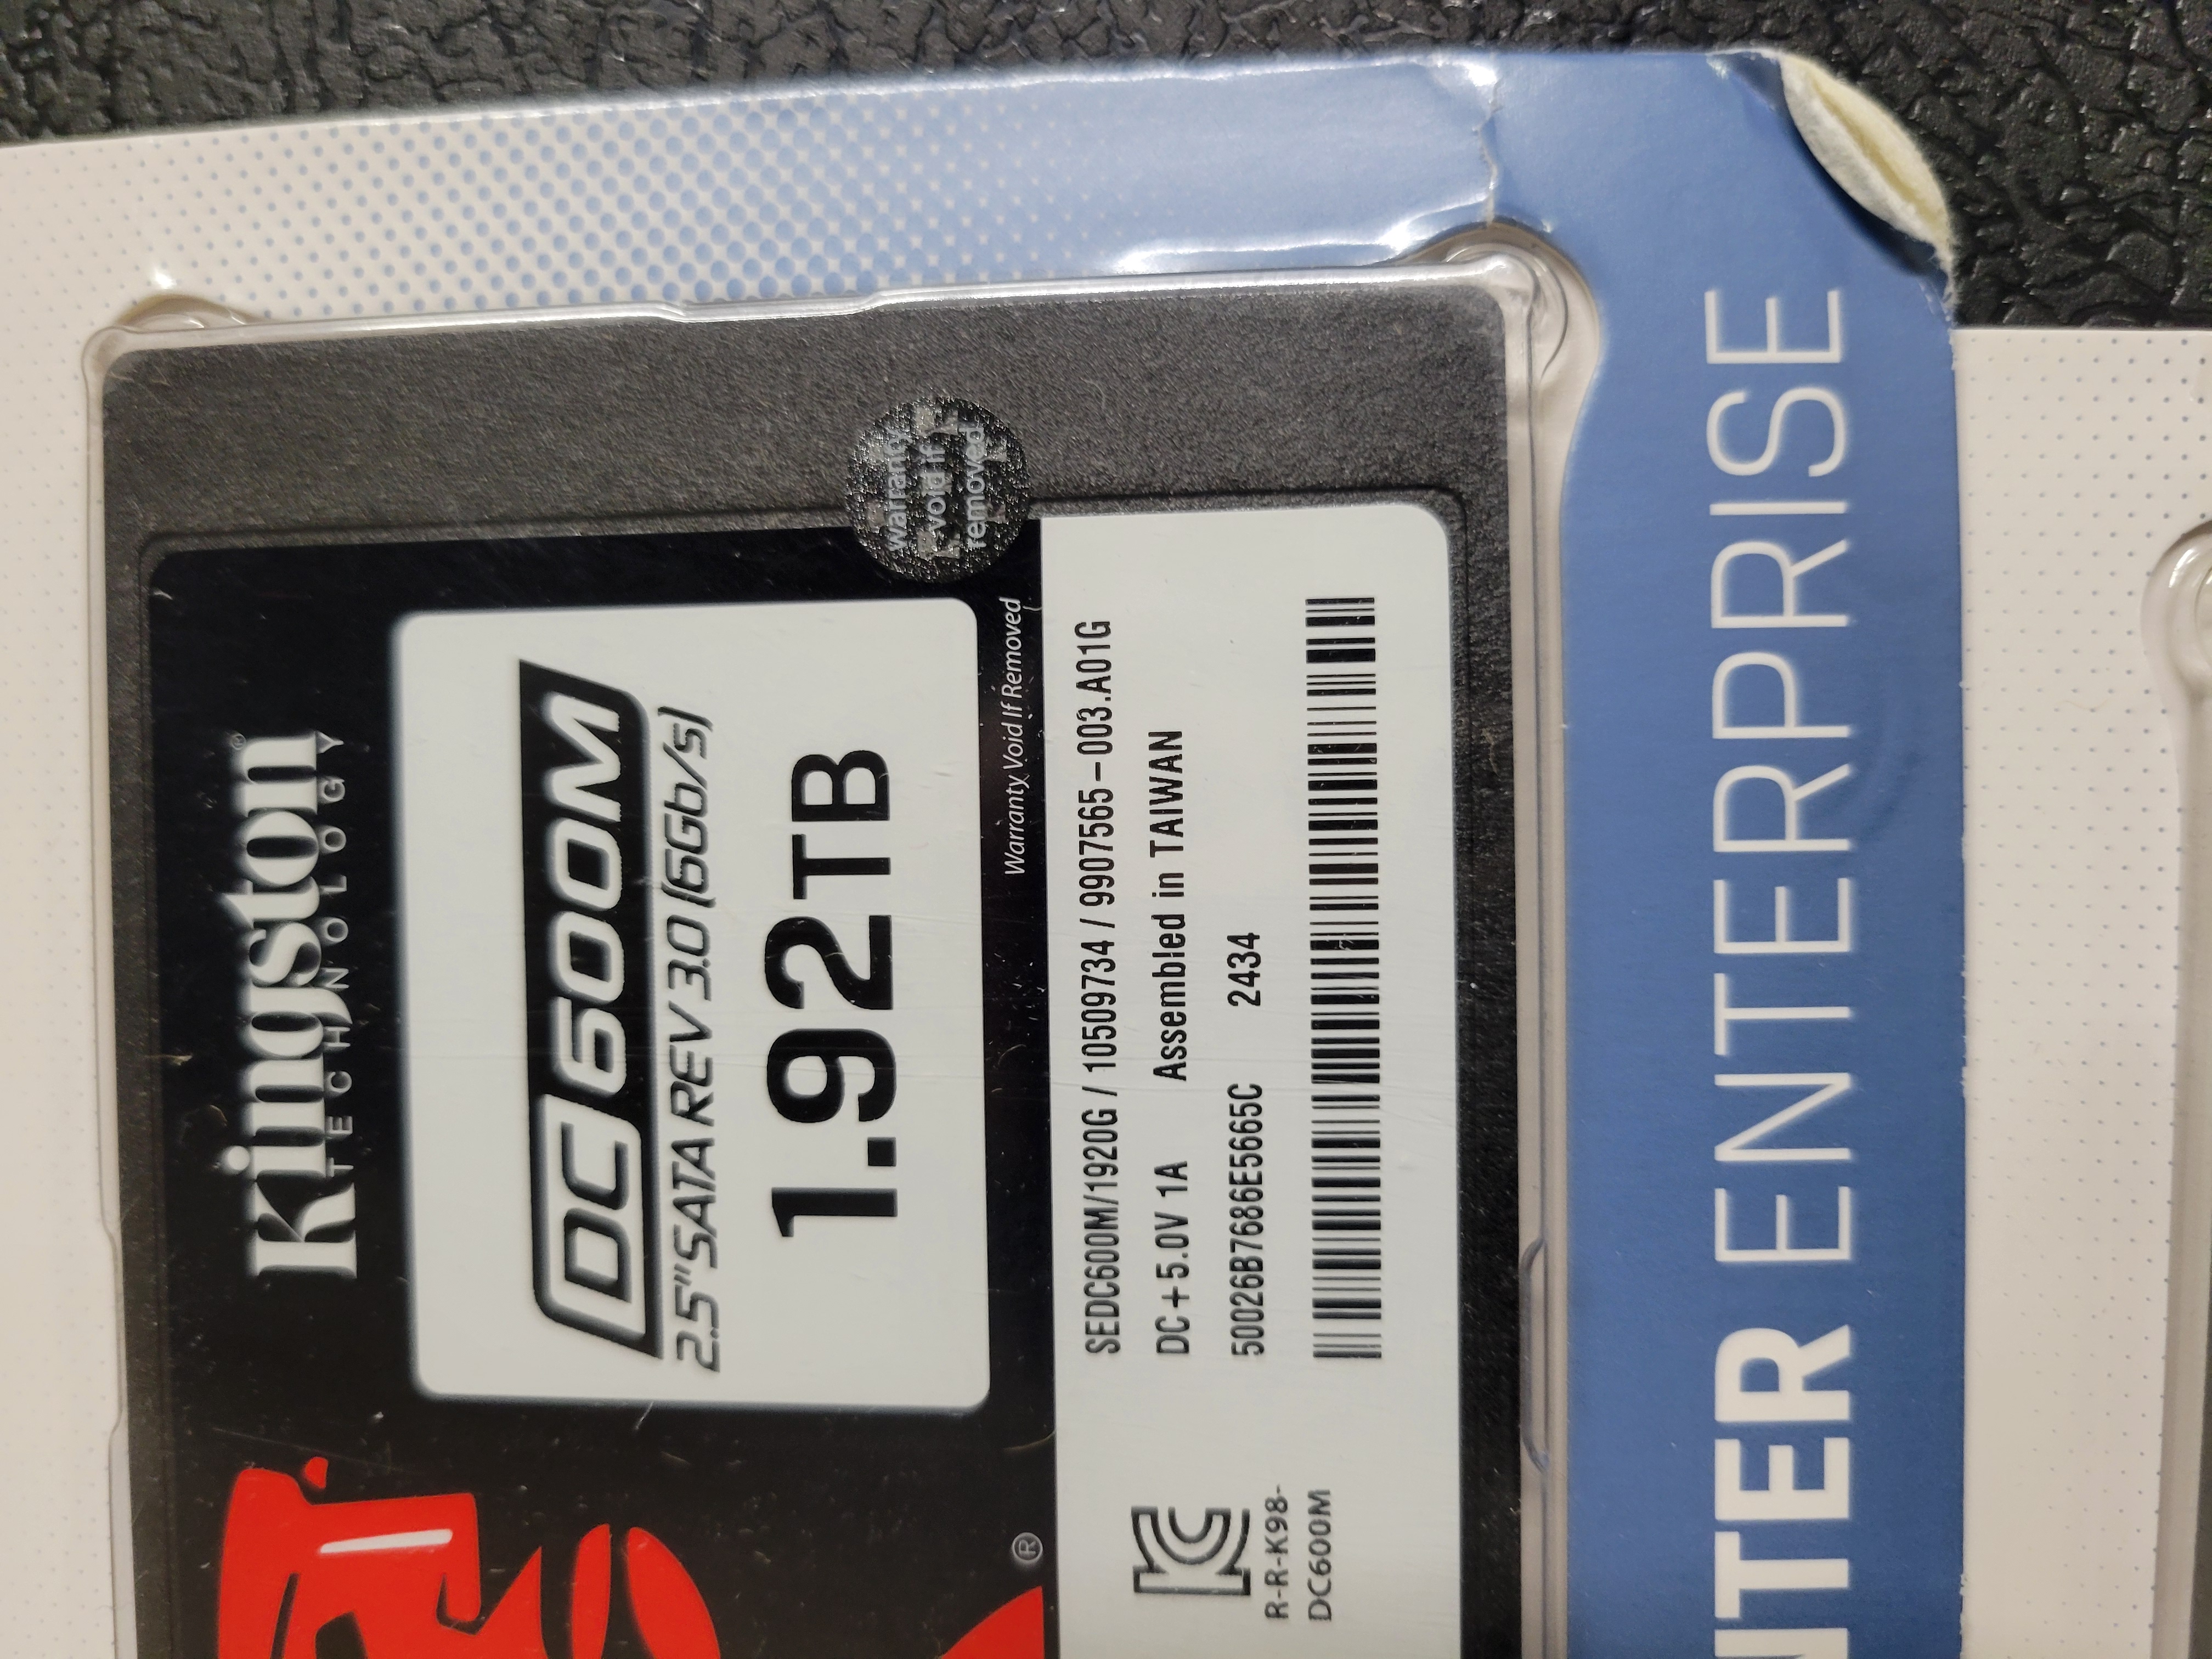 Kingston®
TECHNOLOGY
DC600M
2.5" SATA REV 3.0 (6Gb/s)
1.92TB
warranty
void if
removed
Warranty Void If Removed
®
SEDC600M/1920G / 10509734 / 9907565-003.A01G
DC+5.0V 1A Assembled in TAIWAN
50026B7686E5665C 2434
R-R-K98-
DC600M
NTER ENTERPRISE